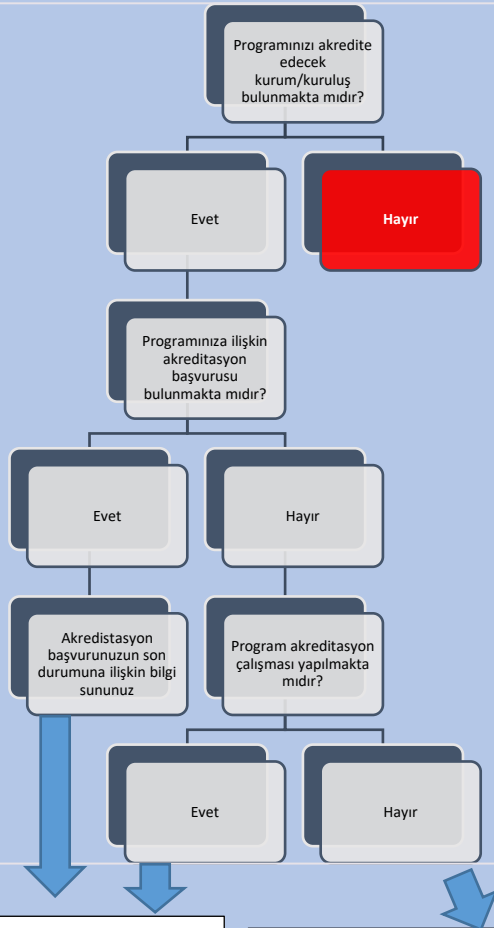 Programınızı akredite
edecek
kurum/kuruluş
bulunmakta mıdır?
Evet
Hayır
Programınıza ilişkin
akreditasyon
başvurusu
bulunmakta mıdır?
Evet
Hayır
Akredistasyon
başvurunuzun son
durumuna ilişkin bilgi
sununuz
Program akreditasyon
çalışması yapılmakta
mıdır?
Evet
Hayır